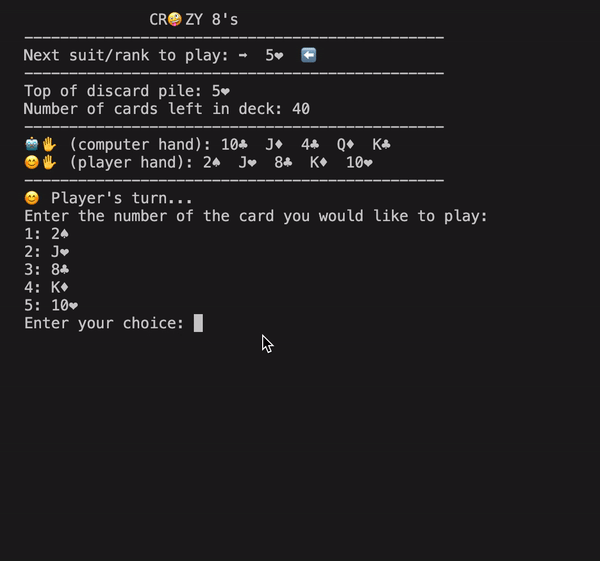 CR🤪ZY 8's
-----------------------------------------------
Next suit/rank to play: ➡ 5❤ ⬅️
-----------------------------------------------
Top of discard pile: 5❤
Number of cards left in deck: 40
-----------------------------------------------
🤖🖐 (computer hand): 10♣ J♦ 4♣ Q♦ K♣
😊🖐 (player hand): 2♠ J❤ 8♣ K♦ 10❤
-----------------------------------------------
😊 Player's turn...
Enter the number of the card you would like to play:
1: 2♠
2: J❤
3: 8♣
4: K♦
5: 10❤
Enter your choice: